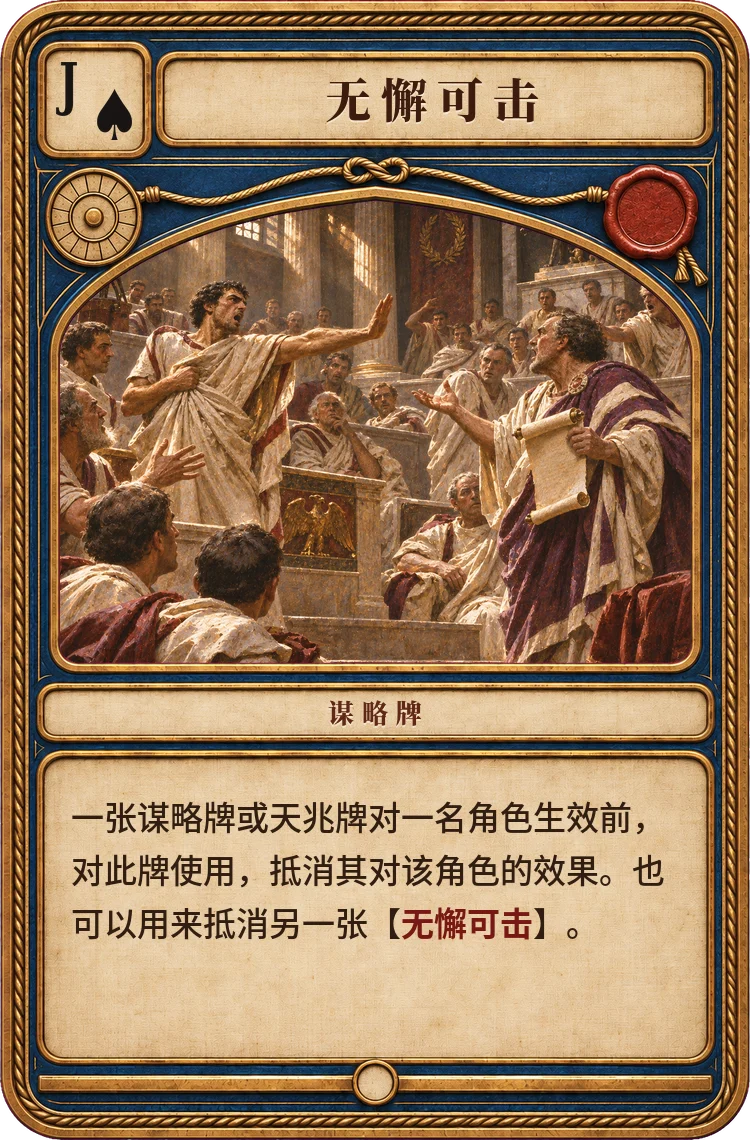 J
无懈可击
谋略牌
一张谋略牌或天兆牌对一名角色生效前，
对此牌使用，抵消其对该角色的效果。也
可以用来抵消另一张【无懈可击】。